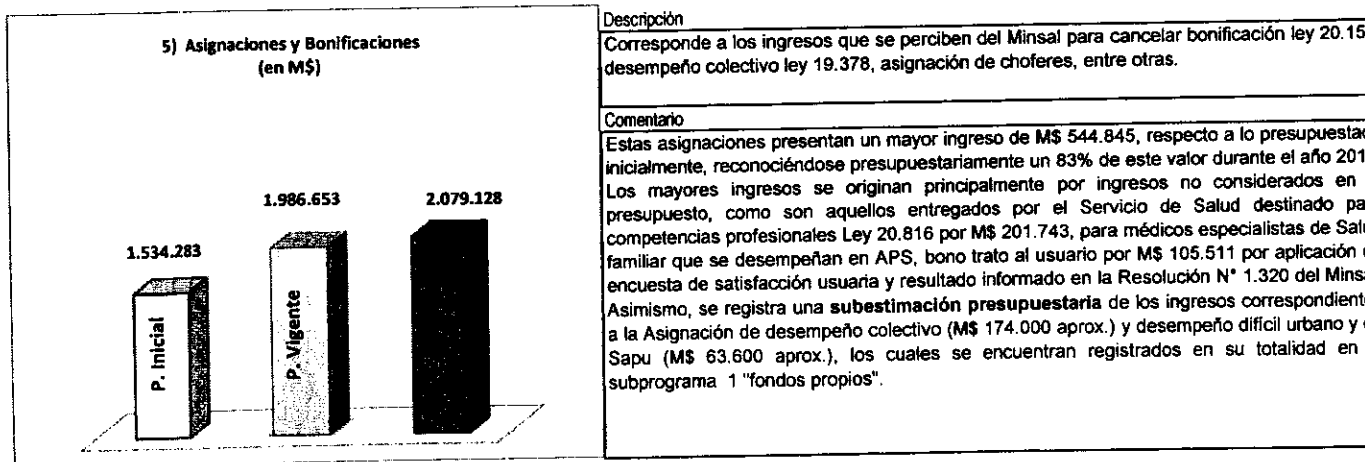 5) Asignaciones y Bonificaciones
(en M$)
1.534.283
1.986.653
2.079.128
P. Inicial
P. Vigente
Descripción
Corresponde a los ingresos que se perciben del Minsal para cancelar bonificación ley 20.15
desempeño colectivo ley 19.378, asignación de choferes, entre otras.
Comentario
Estas asignaciones presentan un mayor ingreso de M$ 544.845, respecto a lo presupuestad
inicialmente, reconociéndose presupuestariamente un 83% de este valor durante el año 201
Los mayores ingresos se originan principalmente por ingresos no considerados en
presupuesto, como son aquellos entregados por el Servicio de Salud destinado pa
competencias profesionales Ley 20.816 por M$ 201.743, para médicos especialistas de Salu
familiar que se desempeñan en APS, bono trato al usuario por M$ 105.511 por aplicación
encuesta de satisfacción usuaria y resultado informado en la Resolución N° 1.320 del Mins
Asimismo, se registra una subestimación presupuestaria de los ingresos correspondient
a la Asignación de desempeño colectivo (M$ 174.000 aprox.) y desempeño difícil urbano y
Sapu (M$ 63.600 aprox.), los cuales se encuentran registrados en su totalidad en
subprograma 1 "fondos propios".